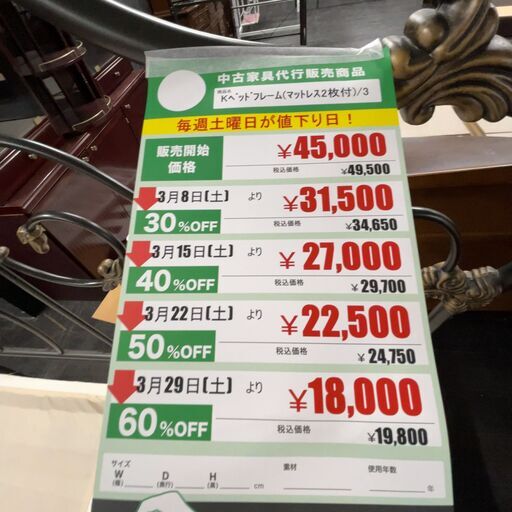 中古家具代行販売商品
商品名
Kベッドフレーム(マットレス2枚付)/3
毎週土曜日が値下り日!
販売開始
価格
¥45,000
税込価格 ¥49,500
3月8日(土) より
30%OFF
¥31,500
税込価格 ¥34,650
3月15日(土) より
40%OFF
¥27,000
税込価格 ¥29,700
3月22日(土) より
50%OFF
¥22,500
税込価格 ¥24,750
3月29日(土) より
60%OFF
¥18,000
税込価格 ¥19,800
サイズ 素材 使用年数
W(幅) D(奥行) H(高) cm 年